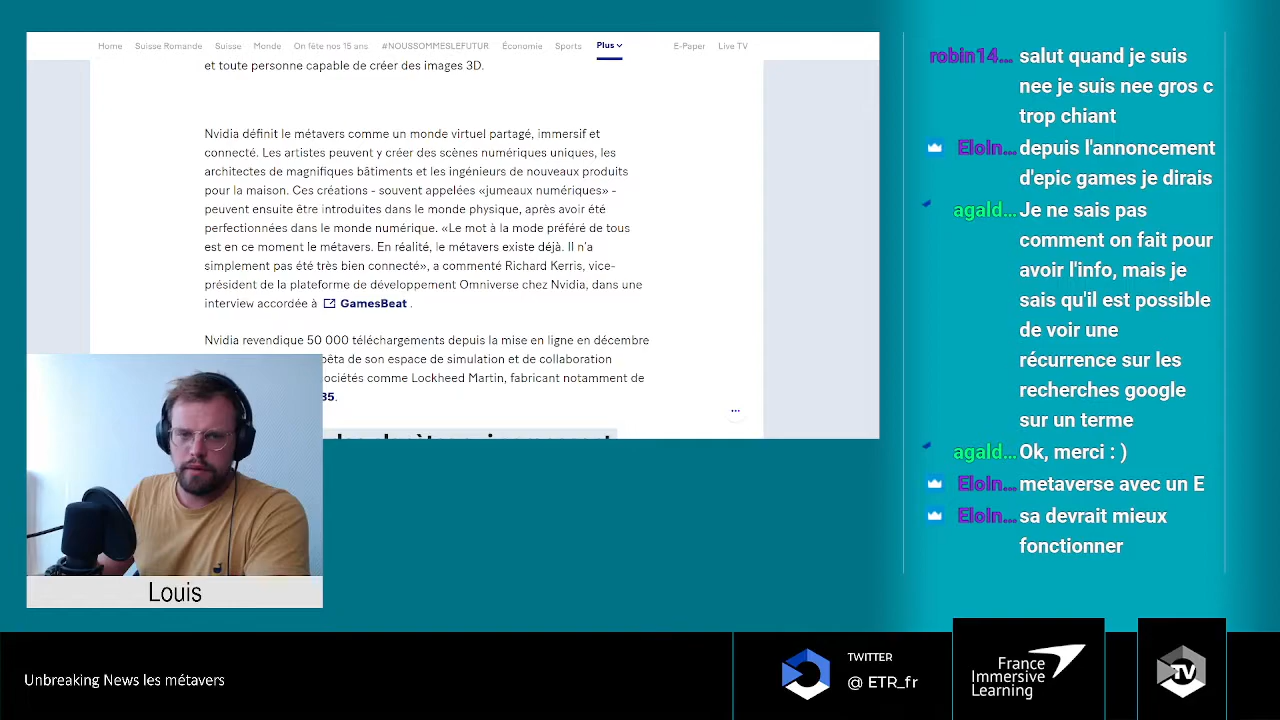 Home Suisse Romande Suisse Monde On fête nos 15 ans #NOUSSOMMESLEFUTUR Économie Sports Plus E-Paper Live TV
et toute personne capable de créer des images 3D.
Nvidia définit le métavers comme un monde virtuel partagé, immersif et
connecté. Les artistes peuvent y créer des scènes numériques uniques, les
architectes de magnifiques bâtiments et les ingénieurs de nouveaux produits
pour la maison. Ces créations - souvent appelées «jumeaux numériques» -
peuvent ensuite être introduites dans le monde physique, après avoir été
perfectionnées dans le monde numérique. «Le mot à la mode préféré de tous
est en ce moment le métavers. En réalité, le métavers existe déjà. Il n'a
simplement pas été très bien connecté», a commenté Richard Kerris, vice-
président de la plateforme de développement Omniverse chez Nvidia, dans une
interview accordée à GamesBeat .
Nvidia revendique 50 000 téléchargements depuis la mise en ligne en décembre
de son espace de simulation et de collaboration
comme Lockheed Martin, fabricant notamment de
35.
Louis
robin14... salut quand je suis
nee je suis nee gros c
trop chiant
Eloin... depuis l'annoncement
d'epic games je dirais
agald... Je ne sais pas
comment on fait pour
avoir l'info, mais je
sais qu'il est possible
de voir une
récurrence sur les
recherches google
sur un terme
agald... Ok, merci : )
Eloin... metaverse avec un E
Eloin... sa devrait mieux
fonctionner
Unbreaking News les métavers
TWITTER
@ ETR_fr
France
Immersive
Learning
TV